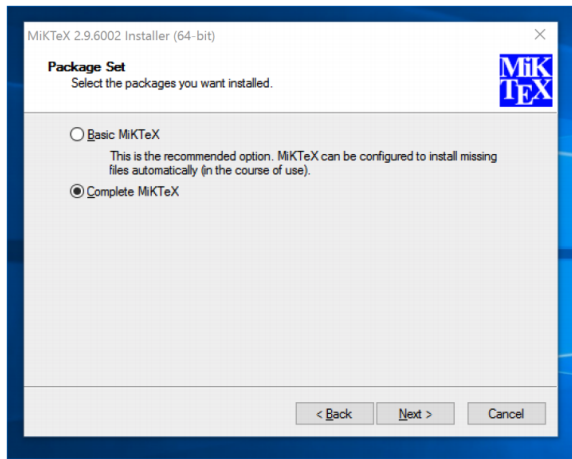 MiKTeX 2.9.6002 Installer (64-bit)
Package Set
Select the packages you want installed.
MiK
TEX
Basic MiKTeX
This is the recommended option. MiKTeX can be configured to install missing
files automatically (in the course of use).
Complete MiKTeX
< Back
Next >
Cancel